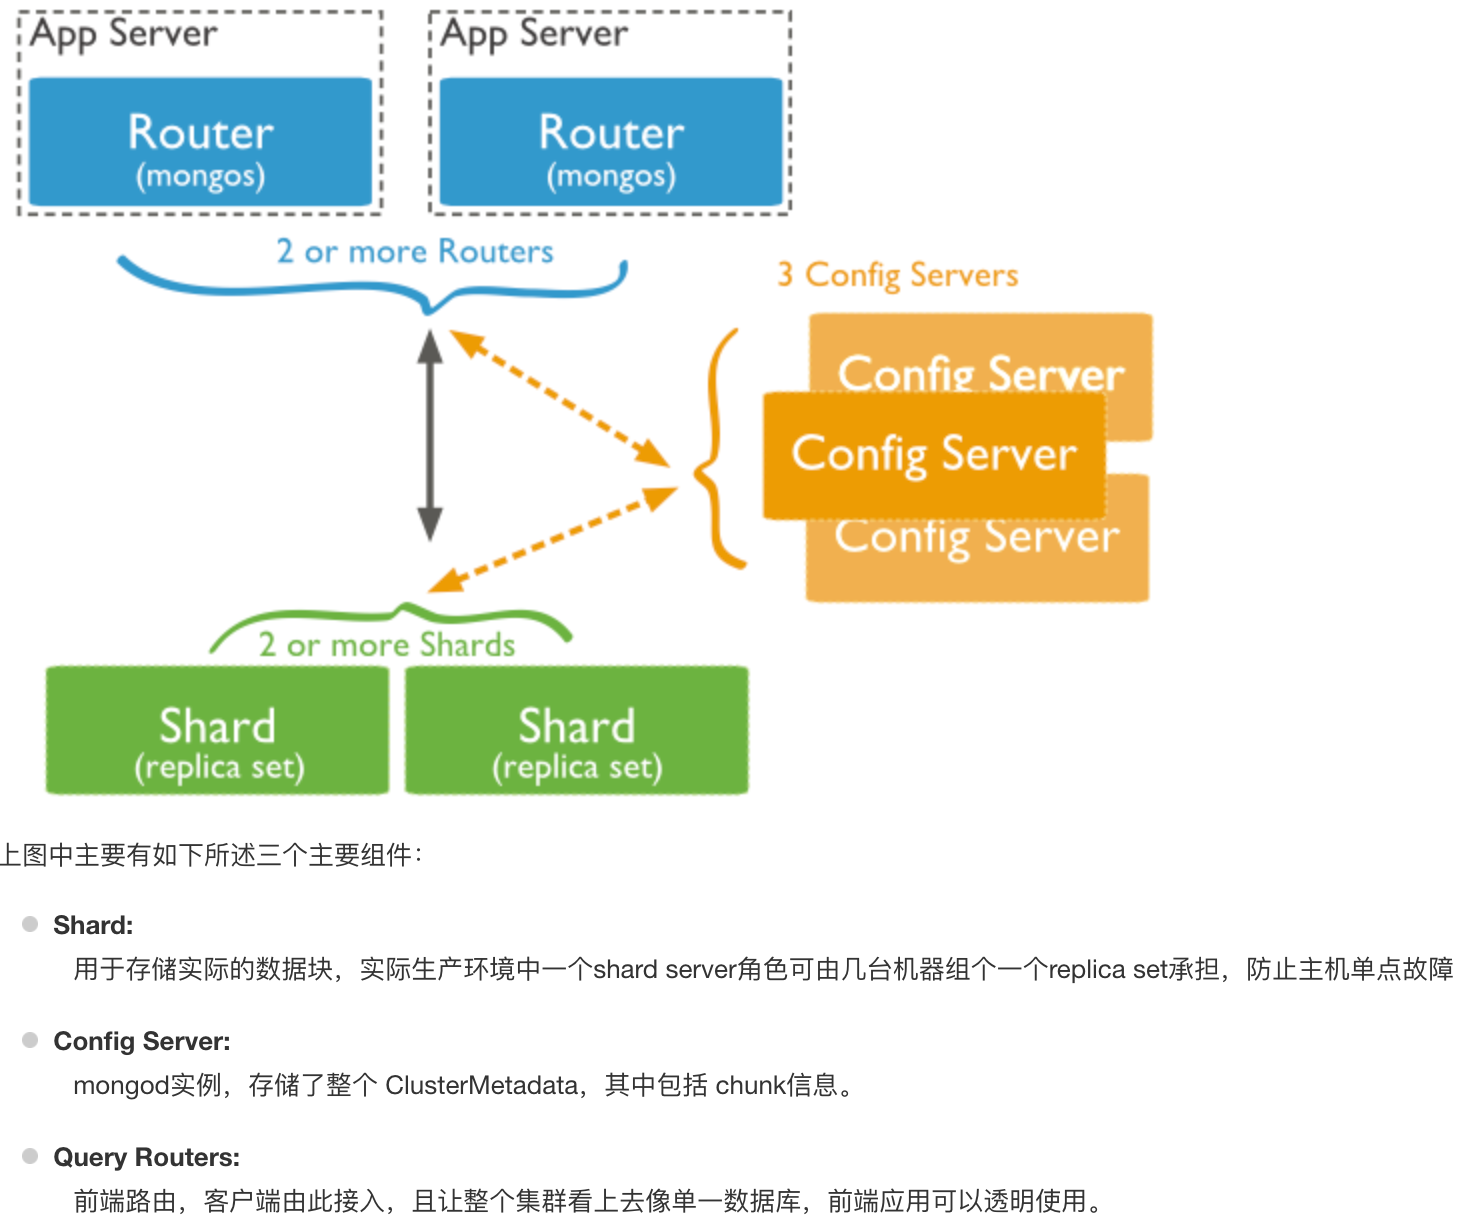 App Server
App Server
Router
(mongos)
Router
(mongos)
2 or more Routers
3 Config Servers
Config Server
Config Server
Config Server
2 or more Shards
Shard
(replica set)
Shard
(replica set)
上图中主要有如下所述三个主要组件：
Shard:
用于存储实际的数据块，实际生产环境中一个shard server角色可由几台机器组个一个replica set承担，防止主机单点故障
Config Server:
mongod实例，存储了整个 ClusterMetadata，其中包括 chunk信息。
Query Routers:
前端路由，客户端由此接入，且让整个集群看上去像单一数据库，前端应用可以透明使用。